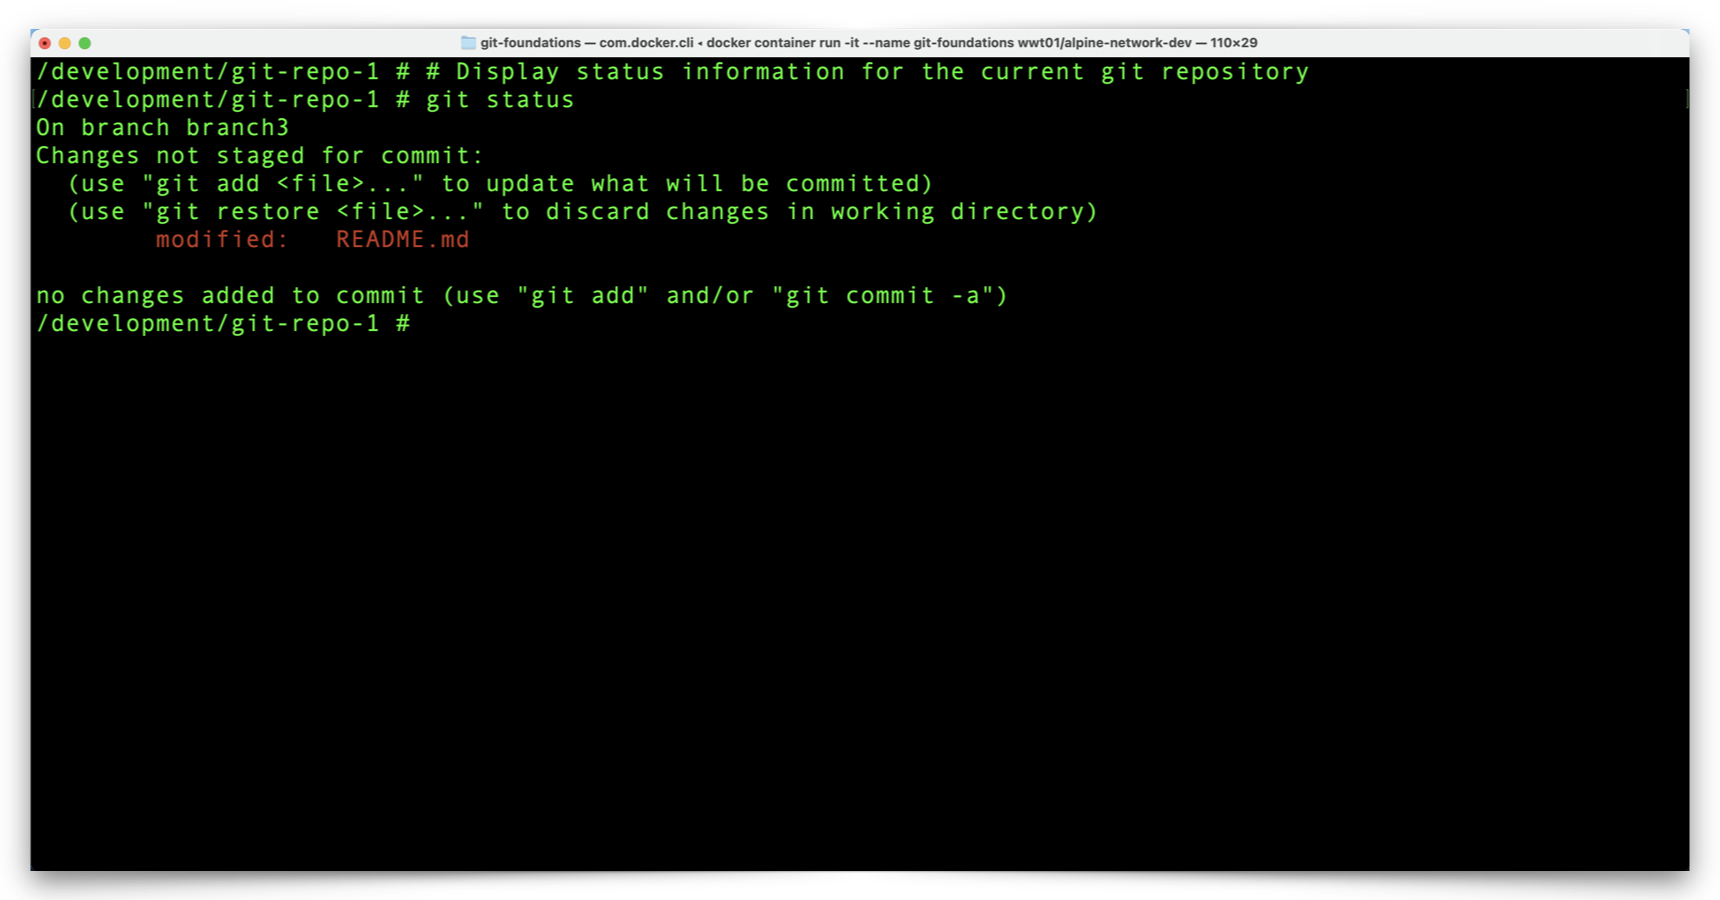 git-foundations — com.docker.cli ◂ docker container run -it --name git-foundations wwt01/alpine-network-dev — 110×29
/development/git-repo-1 # # Display status information for the current git repository
/development/git-repo-1 # git status
On branch branch3
Changes not staged for commit:
  (use "git add <file>..." to update what will be committed)
  (use "git restore <file>..." to discard changes in working directory)
        modified:   README.md

no changes added to commit (use "git add" and/or "git commit -a")
/development/git-repo-1 #